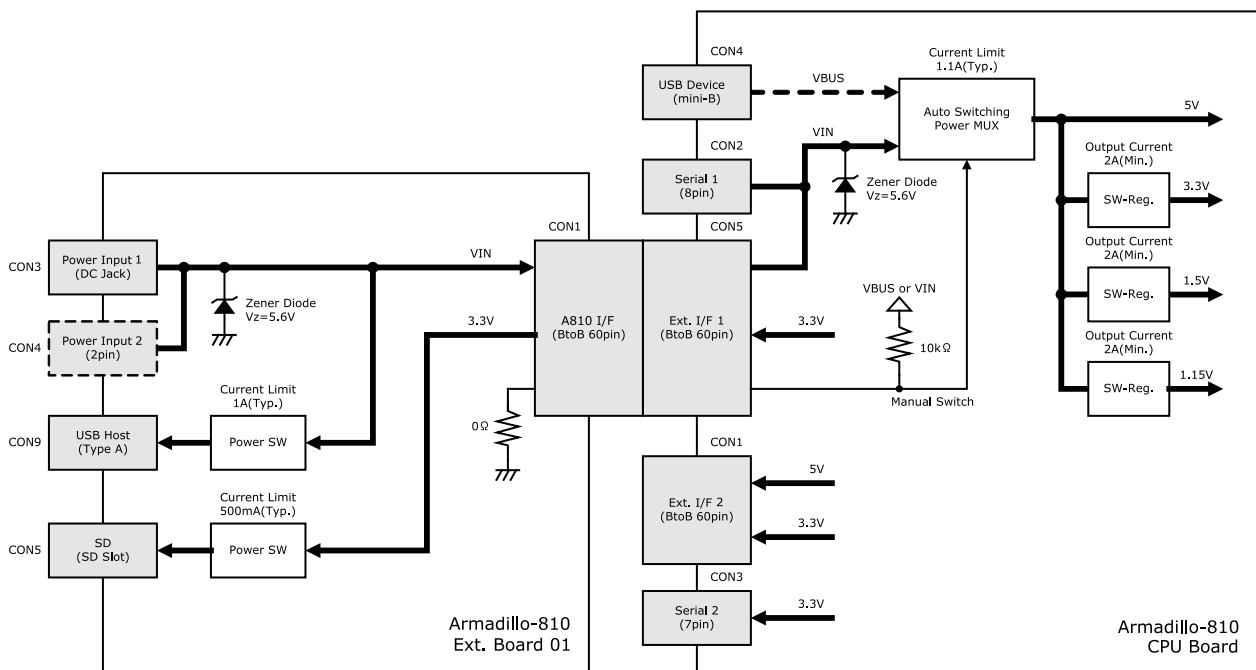 CON4
USB Device
(mini-B)
VBUS
Current Limit
1.1A(Typ.)
Auto Switching
Power MUX
5V
CON2
Serial 1
(8pin)
VIN
Zener Diode
Vz=5.6V
Output Current
2A(Min.)
SW-Reg.
3.3V
Output Current
2A(Min.)
SW-Reg.
1.5V
Output Current
2A(Min.)
SW-Reg.
1.15V
CON3
Power Input 1
(DC Jack)
VIN
CON4
Power Input 2
(2pin)
Zener Diode
Vz=5.6V
3.3V
CON1
A810 I/F
(BtoB 60pin)
CON5
Ext. I/F 1
(BtoB 60pin)
3.3V
VBUS or VIN
10kΩ
Manual Switch
0Ω
CON9
USB Host
(Type A)
Current Limit
1A(Typ.)
Power SW
CON5
SD
(SD Slot)
Current Limit
500mA(Typ.)
Power SW
CON1
Ext. I/F 2
(BtoB 60pin)
5V
3.3V
CON3
Serial 2
(7pin)
3.3V
Armadillo-810
Ext. Board 01
Armadillo-810
CPU Board